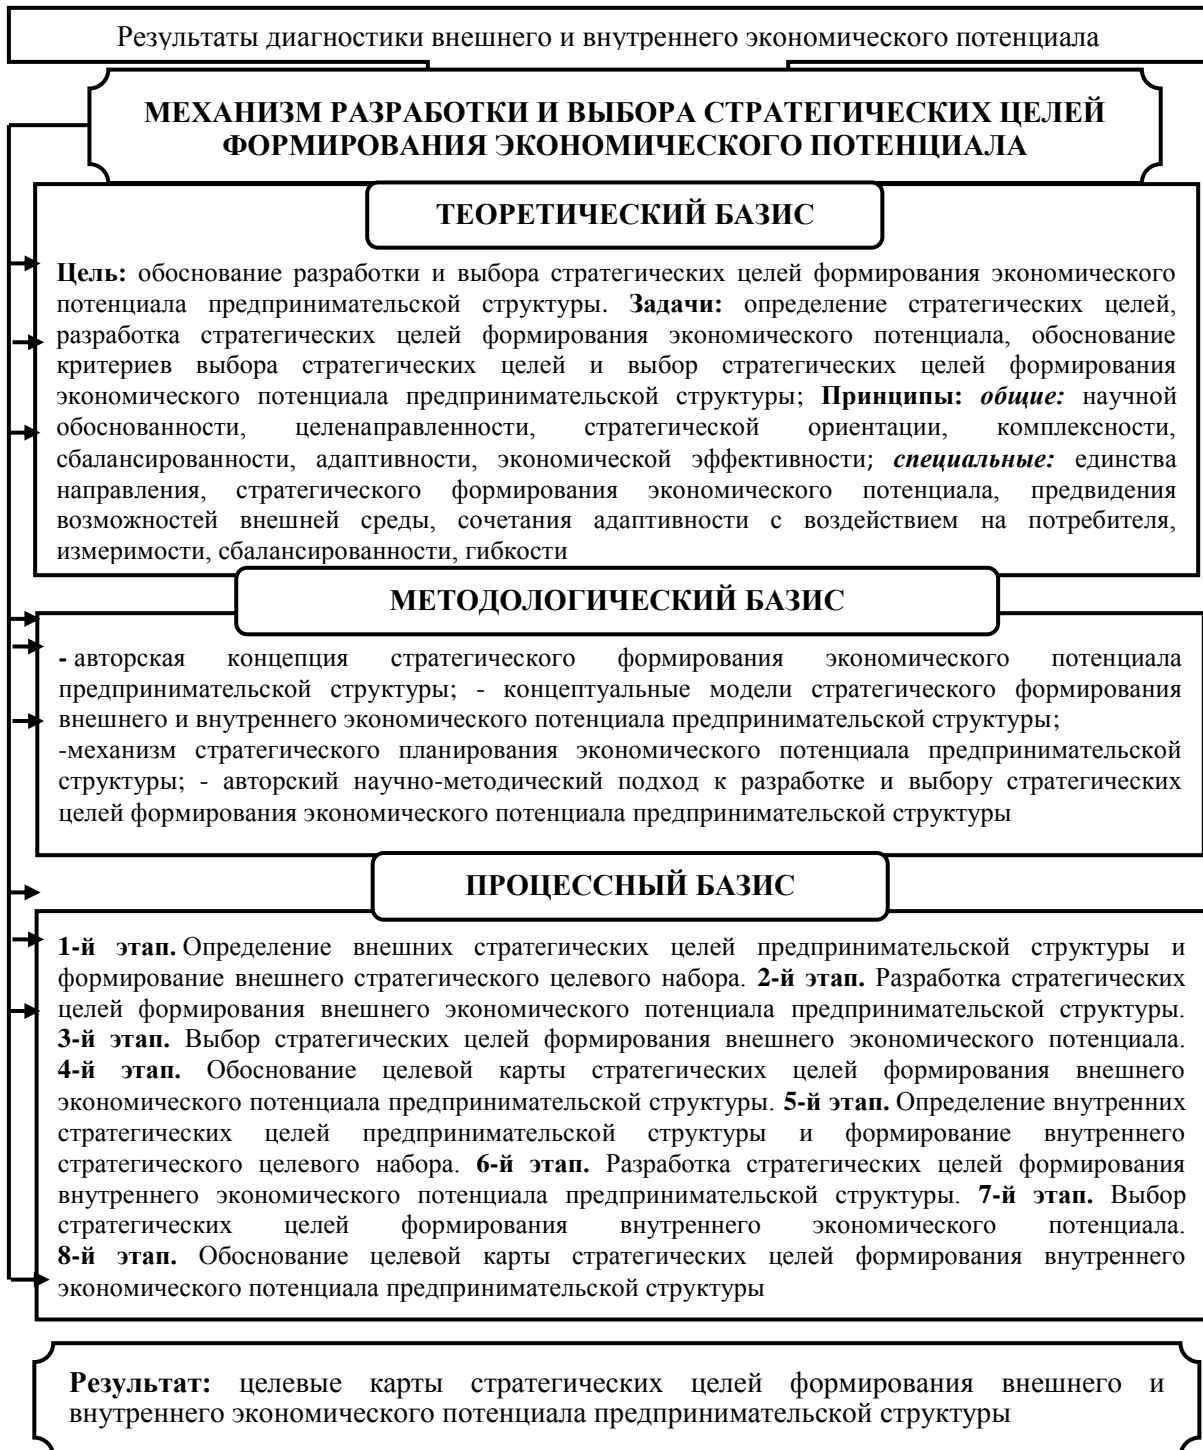 Результаты диагностики внешнего и внутреннего экономического потенциала
МЕХАНИЗМ РАЗРАБОТКИ И ВЫБОРА СТРАТЕГИЧЕСКИХ ЦЕЛЕЙ
ФОРМИРОВАНИЯ ЭКОНОМИЧЕСКОГО ПОТЕНЦИАЛА
ТЕОРЕТИЧЕСКИЙ БАЗИС
Цель: обоснование разработки и выбора стратегических целей формирования экономического
потенциала предпринимательской структуры. Задачи: определение стратегических целей,
разработка стратегических целей формирования экономического потенциала, обоснование
критериев выбора стратегических целей и выбор стратегических целей формирования
экономического потенциала предпринимательской структуры; Принципы: общие: научной
обоснованности, целенаправленности, стратегической ориентации, комплексности,
сбалансированности, адаптивности, экономической эффективности; специальные: единства
направления, стратегического формирования экономического потенциала, предвидения
возможностей внешней среды, сочетания адаптивности с воздействием на потребителя,
измеримости, сбалансированности, гибкости
МЕТОДОЛОГИЧЕСКИЙ БАЗИС
- авторская концепция стратегического формирования экономического потенциала
предпринимательской структуры; - концептуальные модели стратегического формирования
внешнего и внутреннего экономического потенциала предпринимательской структуры;
-механизм стратегического планирования экономического потенциала предпринимательской
структуры; - авторский научно-методический подход к разработке и выбору стратегических
целей формирования экономического потенциала предпринимательской структуры
ПРОЦЕССНЫЙ БАЗИС
1-й этап. Определение внешних стратегических целей предпринимательской структуры и
формирование внешнего стратегического целевого набора. 2-й этап. Разработка стратегических
целей формирования внешнего экономического потенциала предпринимательской структуры.
3-й этап. Выбор стратегических целей формирования внешнего экономического потенциала.
4-й этап. Обоснование целевой карты стратегических целей формирования внешнего
экономического потенциала предпринимательской структуры. 5-й этап. Определение внутренних
стратегических целей предпринимательской структуры и формирование внутреннего
стратегического целевого набора. 6-й этап. Разработка стратегических целей формирования
внутреннего экономического потенциала предпринимательской структуры. 7-й этап. Выбор
стратегических целей формирования внутреннего экономического потенциала.
8-й этап. Обоснование целевой карты стратегических целей формирования внутреннего
экономического потенциала предпринимательской структуры
Результат: целевые карты стратегических целей формирования внешнего и
внутреннего экономического потенциала предпринимательской структуры